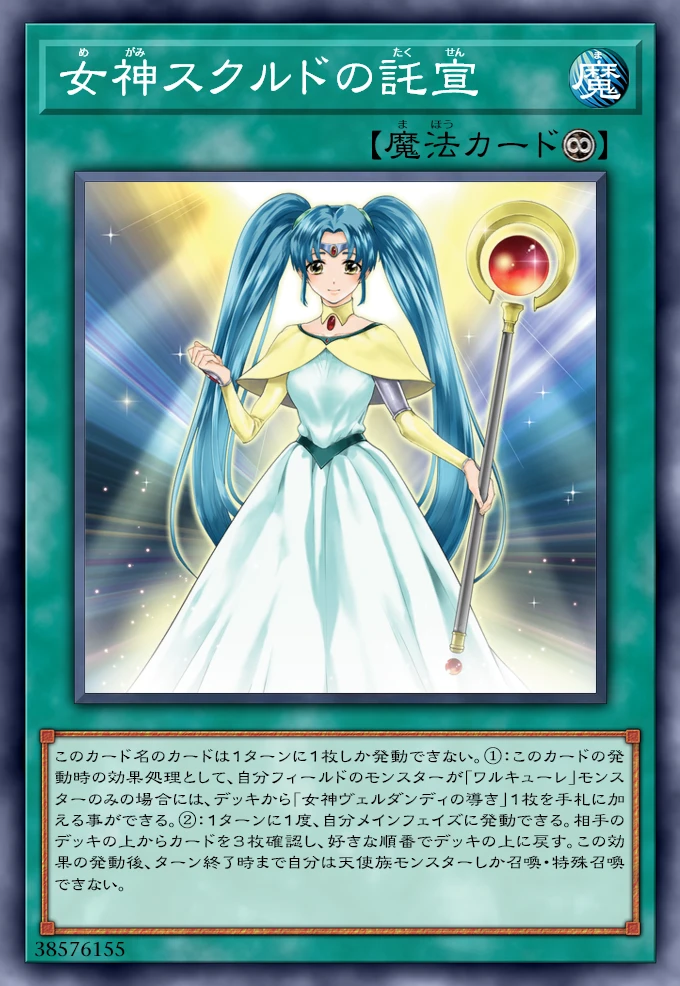 女神スクルドの託宣
めがみ たくせん
魔
ま
【魔法カード∞】
まほう
このカード名のカードは1ターンに1枚しか発動できない。①:このカードの発
動時の効果処理として、自分フィールドのモンスターが「ワルキューレ」モンス
ターのみの場合には、デッキから「女神ヴェルダンディの導き」1枚を手札に加
える事ができる。②:1ターンに1度、自分メインフェイズに発動できる。相手の
デッキの上からカードを3枚確認し、好きな順番でデッキの上に戻す。この効
果の発動後、ターン終了時まで自分は天使族モンスターしか召喚・特殊召喚
できない。
38576155